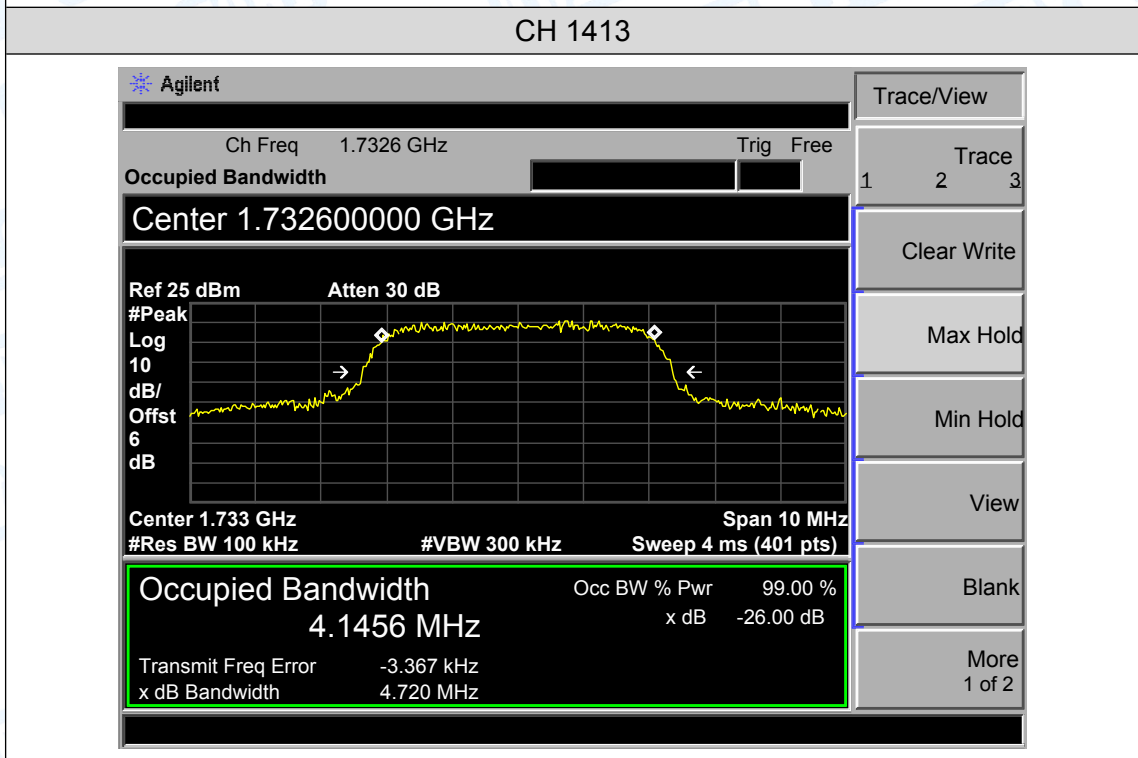 CH 1413
Agilent
Trace/View
Ch Freq 1.7326 GHz Trig Free
Occupied Bandwidth
Trace
1 2 3
Center 1.732600000 GHz
Clear Write
Ref 25 dBm Atten 30 dB
#Peak
Log
10
dB/
Offst
6
dB
Max Hold
Min Hold
View
Center 1.733 GHz Span 10 MHz
#Res BW 100 kHz #VBW 300 kHz Sweep 4 ms (401 pts)
Occupied Bandwidth Occ BW % Pwr 99.00 %
4.1456 MHz x dB -26.00 dB
Blank
Transmit Freq Error -3.367 kHz
x dB Bandwidth 4.720 MHz
More
1 of 2